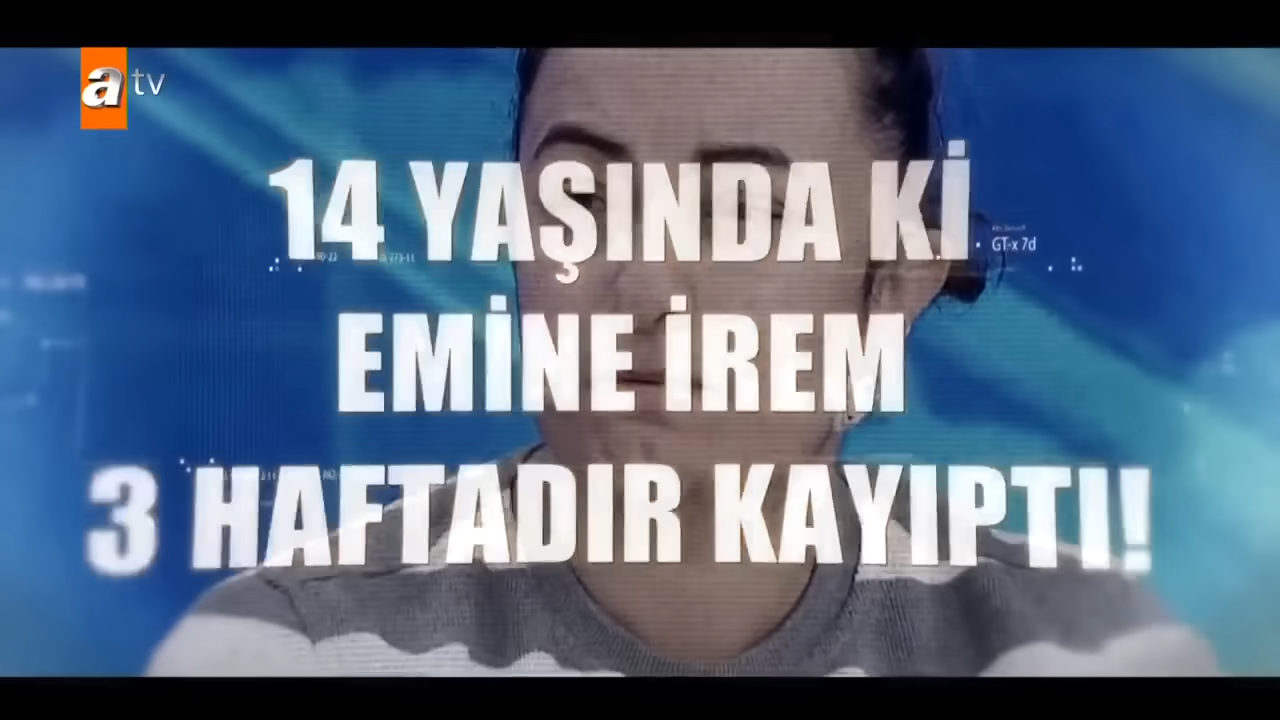 atv
14 YAŞINDA Kİ
GT-x 7d
EMİNE İREM
3 HAFTADIR KAYIPTI!